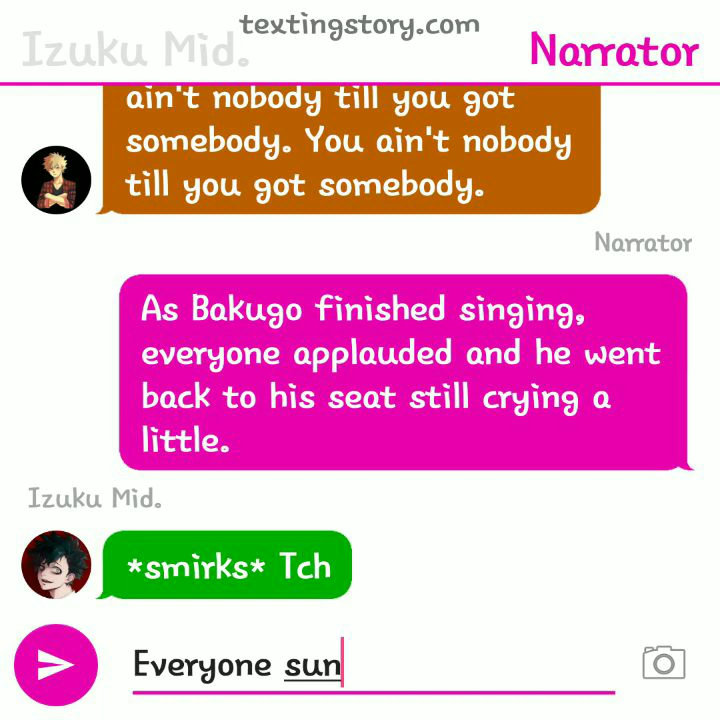 textingstory.com
Izuku Mid.
Narrator
ain't nobody till you got
somebody. You ain't nobody
till you got somebody.
Narrator
As Bakugo finished singing,
everyone applauded and he went
back to his seat still crying a
little.
Izuku Mid.
*smirks* Tch
Everyone sun